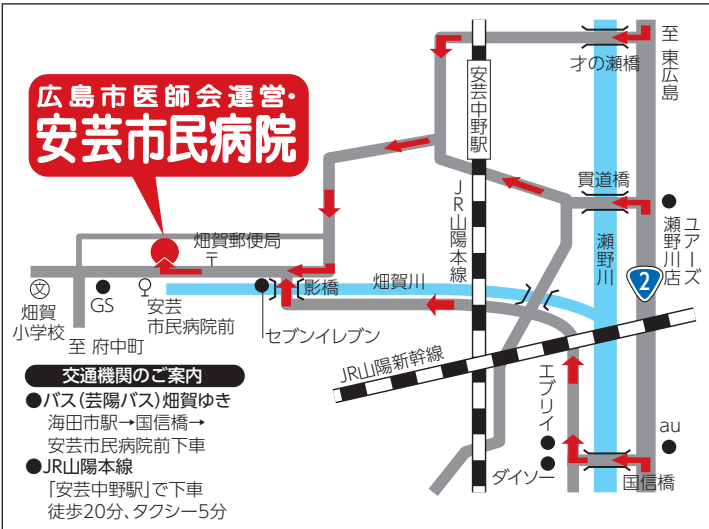 広島市医師会運営・
安芸市民病院
至 東広島
才の瀬橋
安芸中野駅
JR山陽本線
貫道橋
瀬野川
ユアーズ
瀬野川店
2
畑賀郵便局
〒
影橋
畑賀川
文
畑賀
小学校
GS
安芸
市民病院前
セブンイレブン
至 府中町
JR山陽新幹線
エブリイ
ダイソー
au
国信橋
交通機関のご案内
●バス(芸陽バス)畑賀ゆき
海田市駅→国信橋→
安芸市民病院前下車
●JR山陽本線
「安芸中野駅」で下車
徒歩20分、タクシー5分